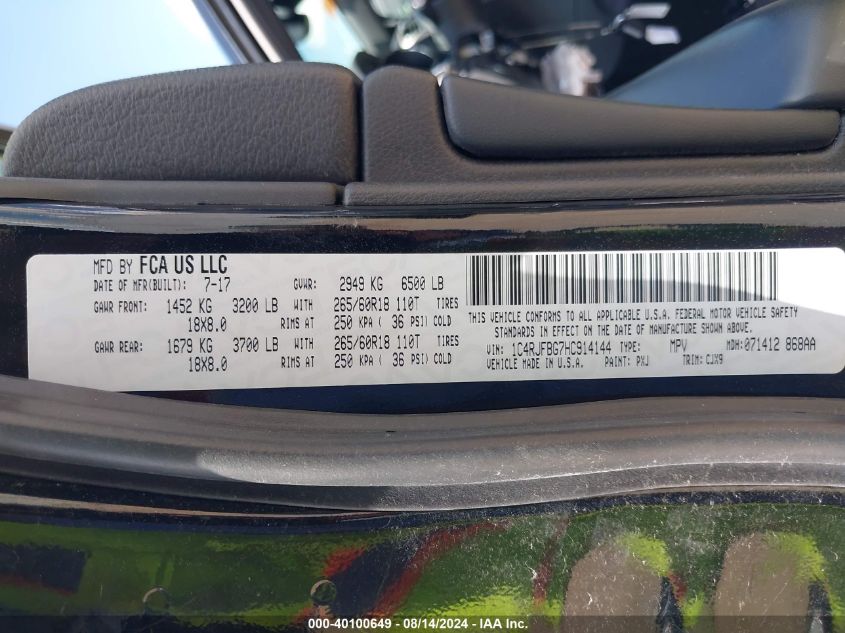 MFD BY FCA US LLC
DATE OF MFR(BUILT): 7-17 GVWR: 2949 KG 6500 LB
GAWR FRONT: 1452 KG 3200 LB WITH 265/60R18 110T TIRES
18X8.0 RIMS AT 250 KPA ( 36 PSI) COLD
GAWR REAR: 1679 KG 3700 LB WITH 265/60R18 110T TIRES
18X8.0 RIMS AT 250 KPA ( 36 PSI) COLD
THIS VEHICLE CONFORMS TO ALL APPLICABLE U.S.A. FEDERAL MOTOR VEHICLE SAFETY
STANDARDS IN EFFECT ON THE DATE OF MANUFACTURE SHOWN ABOVE.
VIN: 1C4RJFBG7HC914144 TYPE: MPV MDH: 071412 868AA
VEHICLE MADE IN U.S.A. PAINT: PXJ TRIM: CJX9
000-40100649 - 08/14/2024 - IAA Inc.